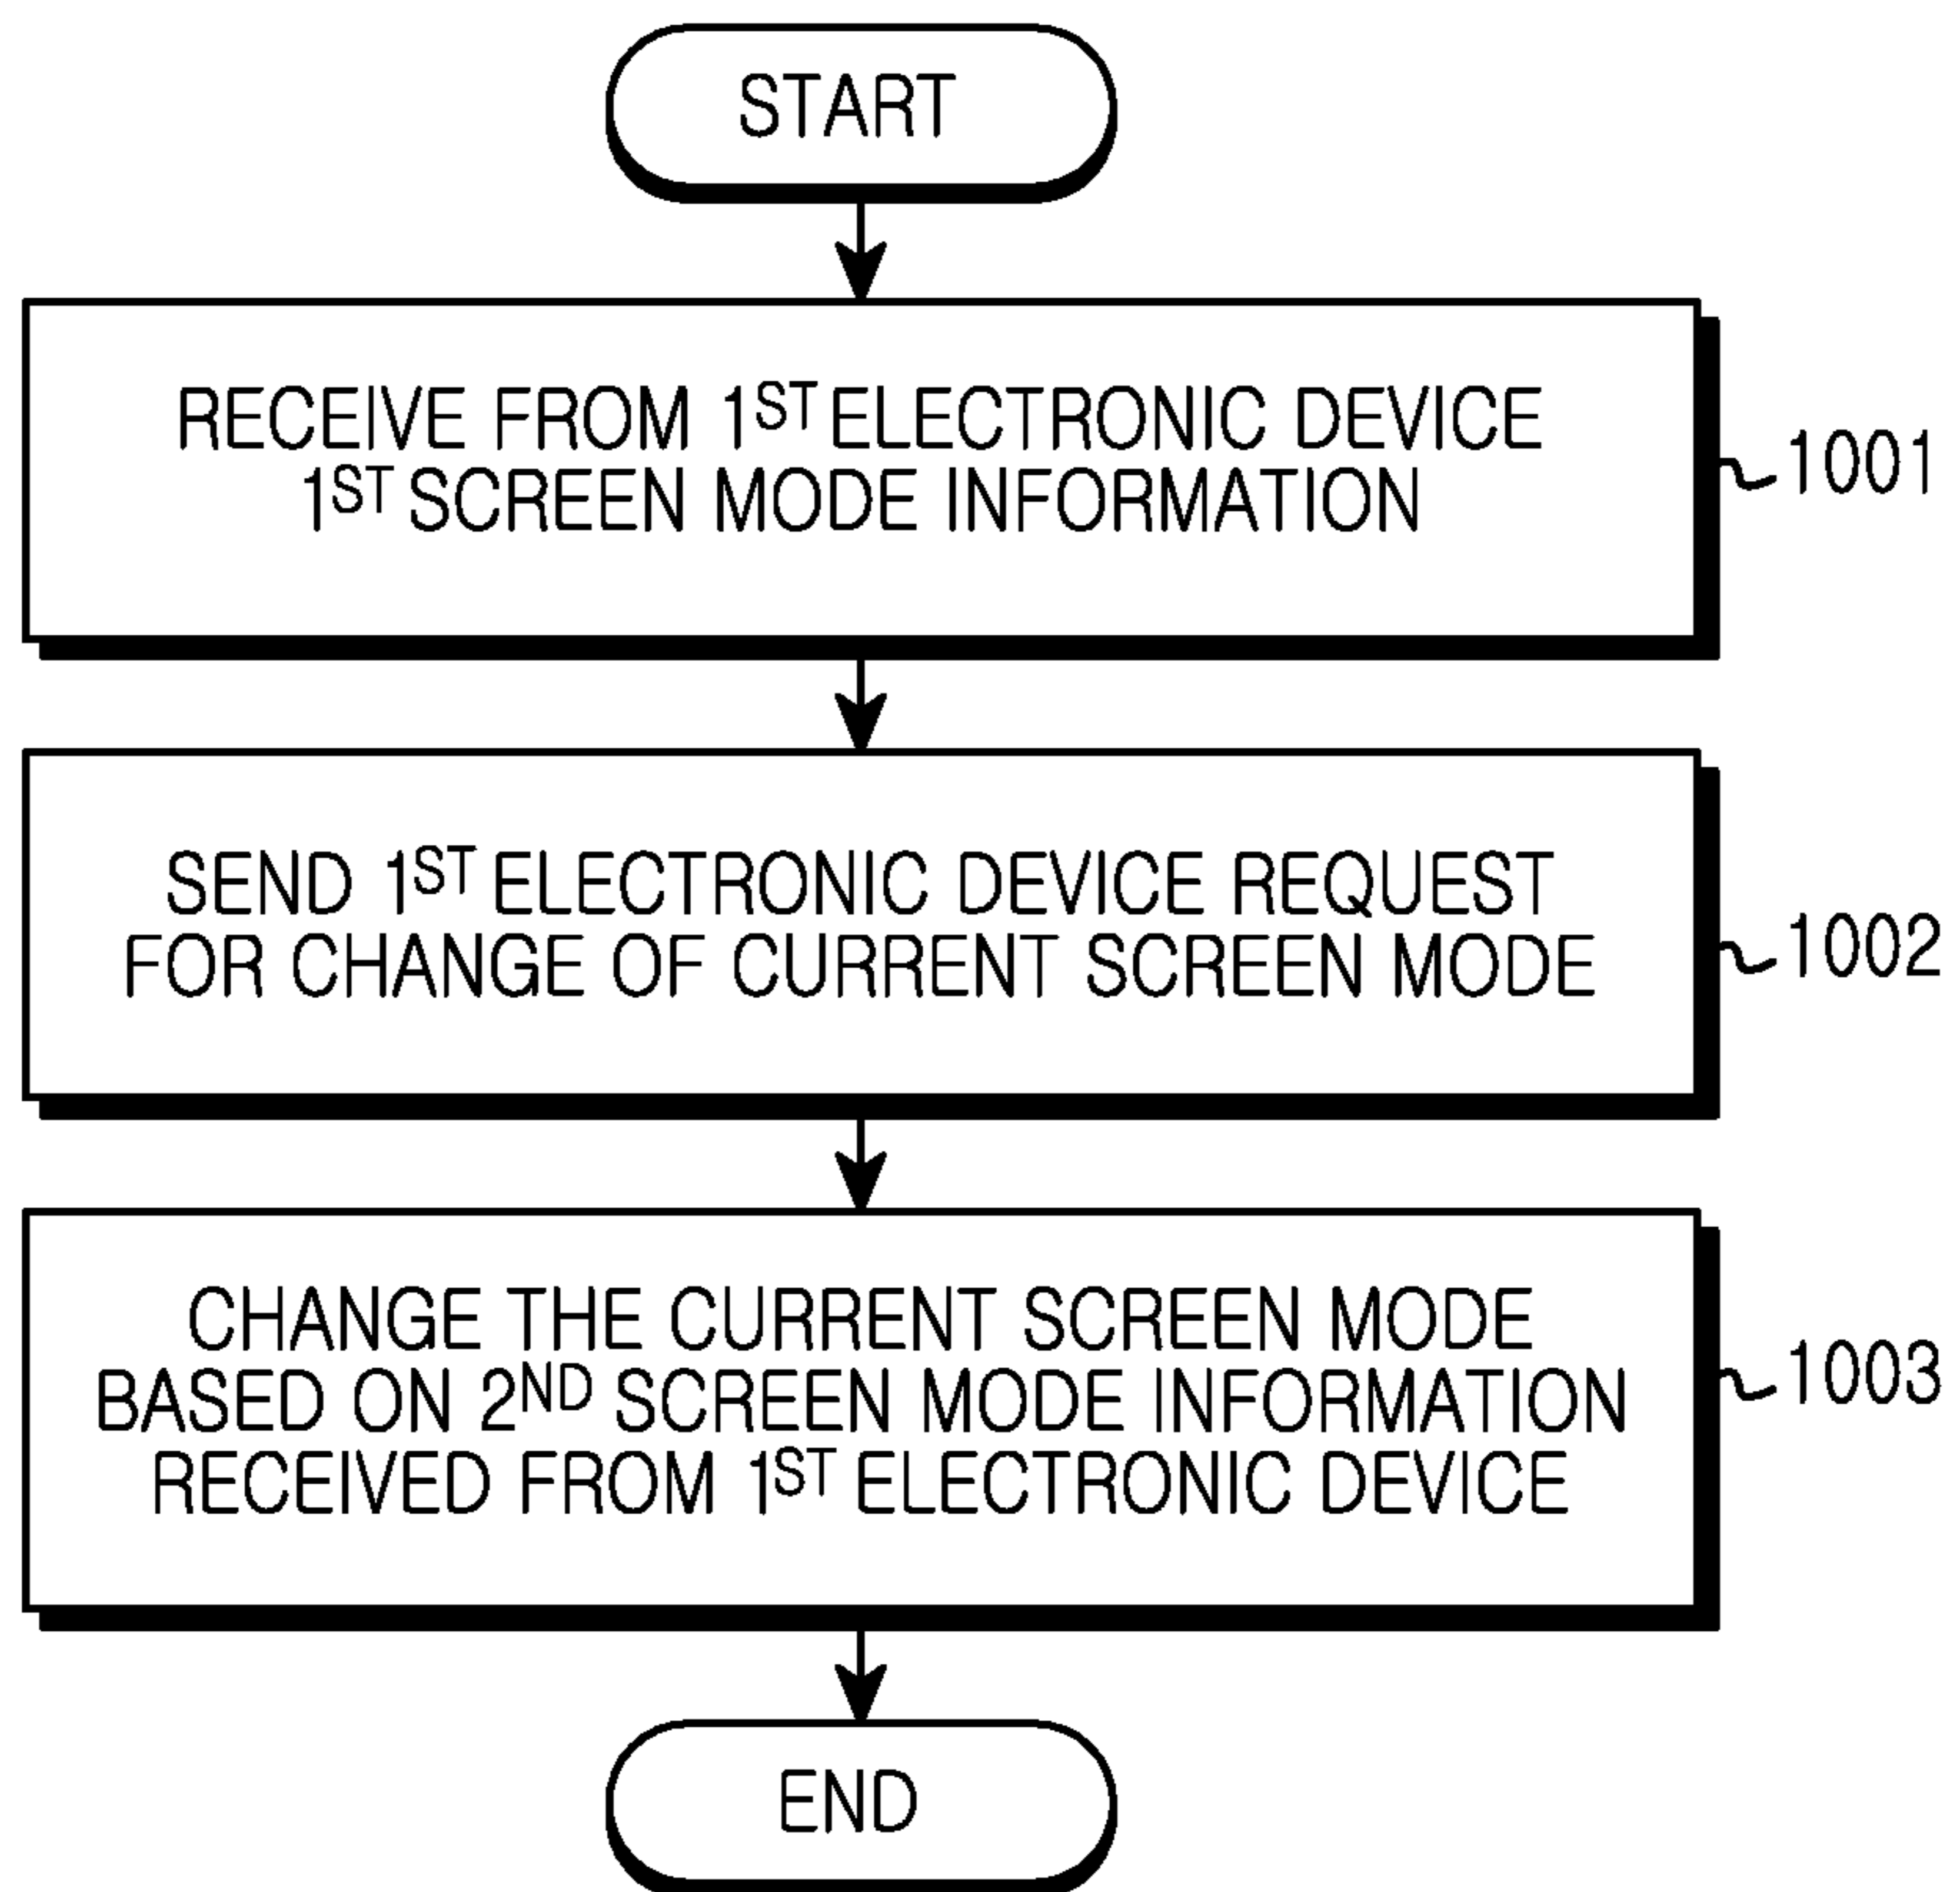 START
RECEIVE FROM 1ST ELECTRONIC DEVICE
1ST SCREEN MODE INFORMATION
1001
SEND 1ST ELECTRONIC DEVICE REQUEST
FOR CHANGE OF CURRENT SCREEN MODE
1002
CHANGE THE CURRENT SCREEN MODE
BASED ON 2ND SCREEN MODE INFORMATION
RECEIVED FROM 1ST ELECTRONIC DEVICE
1003
END